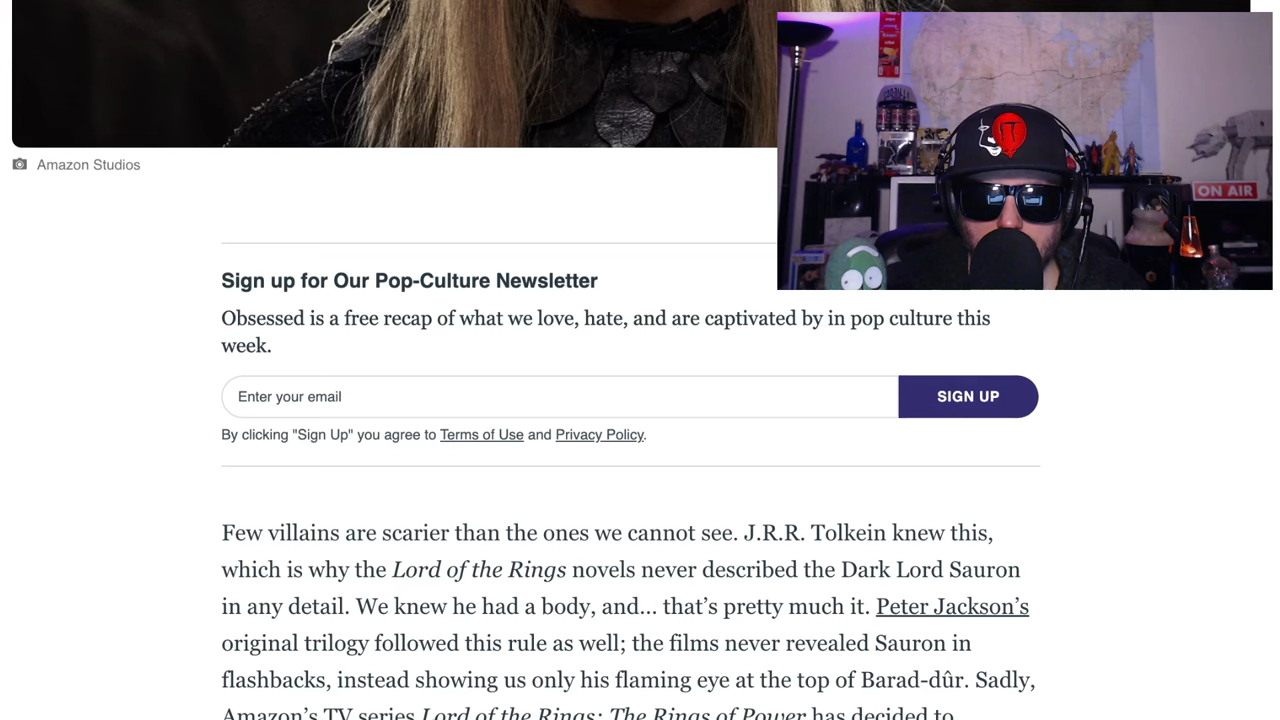 Amazon Studios
ON AIR
Sign up for Our Pop-Culture Newsletter
Obsessed is a free recap of what we love, hate, and are captivated by in pop culture this
week.
Enter your email
SIGN UP
By clicking "Sign Up" you agree to Terms of Use and Privacy Policy.
Few villains are scarier than the ones we cannot see. J.R.R. Tolkein knew this,
which is why the Lord of the Rings novels never described the Dark Lord Sauron
in any detail. We knew he had a body, and... that’s pretty much it. Peter Jackson’s
original trilogy followed this rule as well; the films never revealed Sauron in
flashbacks, instead showing us only his flaming eye at the top of Barad-dûr. Sadly,
Amazon’s TV series Lord of the Rings: The Rings of Power has decided to